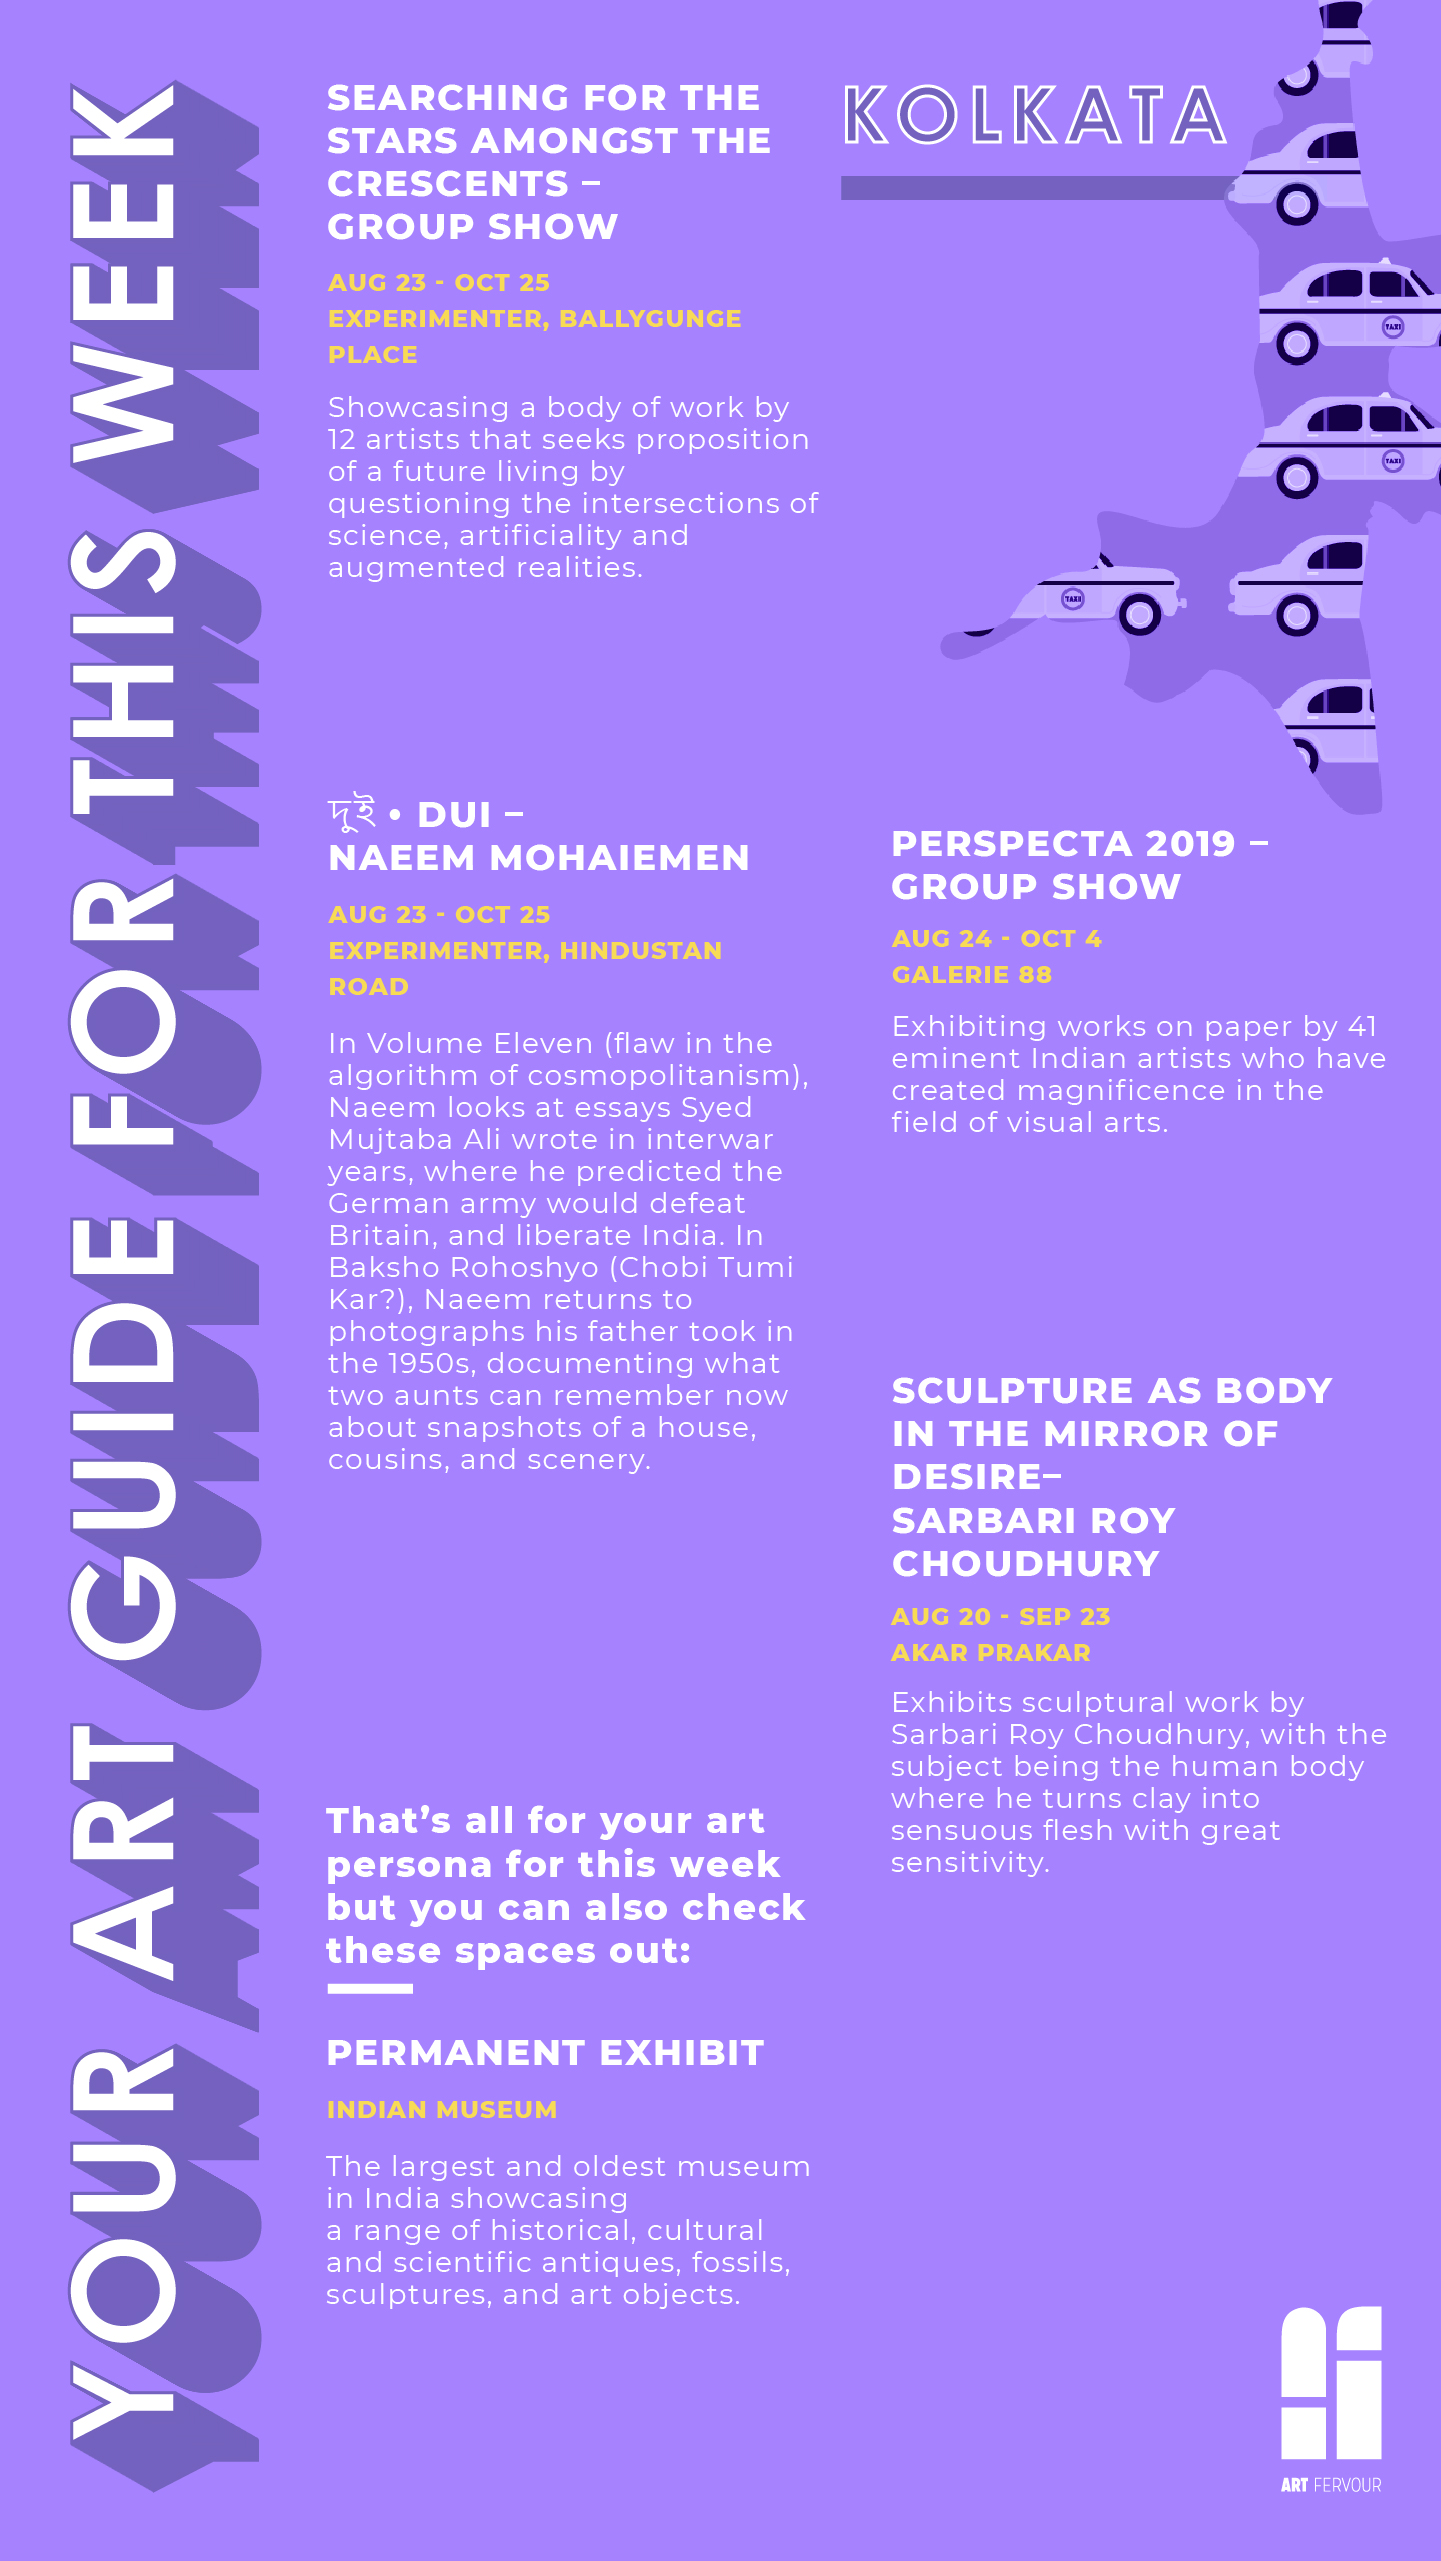 YOUR ART GUIDE FOR THIS WEEK
KOLKATA
SEARCHING FOR THE
STARS AMONGST THE
CRESCENTS –
GROUP SHOW
AUG 23 - OCT 25
EXPERIMENTER, BALLYGUNGE
PLACE
Showcasing a body of work by
12 artists that seeks proposition
of a future living by
questioning the intersections of
science, artificiality and
augmented realities.
TAXI
TAXI
TAXI
দুই • DUI –
NAEEM MOHAIEMEN
AUG 23 - OCT 25
EXPERIMENTER, HINDUSTAN
ROAD
In Volume Eleven (flaw in the
algorithm of cosmopolitanism),
Naeem looks at essays Syed
Mujtaba Ali wrote in interwar
years, where he predicted the
German army would defeat
Britain, and liberate India. In
Baksho Rohoshyo (Chobi Tumi
Kar?), Naeem returns to
photographs his father took in
the 1950s, documenting what
two aunts can remember now
about snapshots of a house,
cousins, and scenery.
PERSPECTA 2019 –
GROUP SHOW
AUG 24 - OCT 4
GALERIE 88
Exhibiting works on paper by 41
eminent Indian artists who have
created magnificence in the
field of visual arts.
SCULPTURE AS BODY
IN THE MIRROR OF
DESIRE–
SARBARI ROY
CHOUDHURY
AUG 20 - SEP 23
AKAR PRAKAR
Exhibits sculptural work by
Sarbari Roy Choudhury, with the
subject being the human body
where he turns clay into
sensuous flesh with great
sensitivity.
That’s all for your art
persona for this week
but you can also check
these spaces out:
PERMANENT EXHIBIT
INDIAN MUSEUM
The largest and oldest museum
in India showcasing
a range of historical, cultural
and scientific antiques, fossils,
sculptures, and art objects.
ART FERVOUR